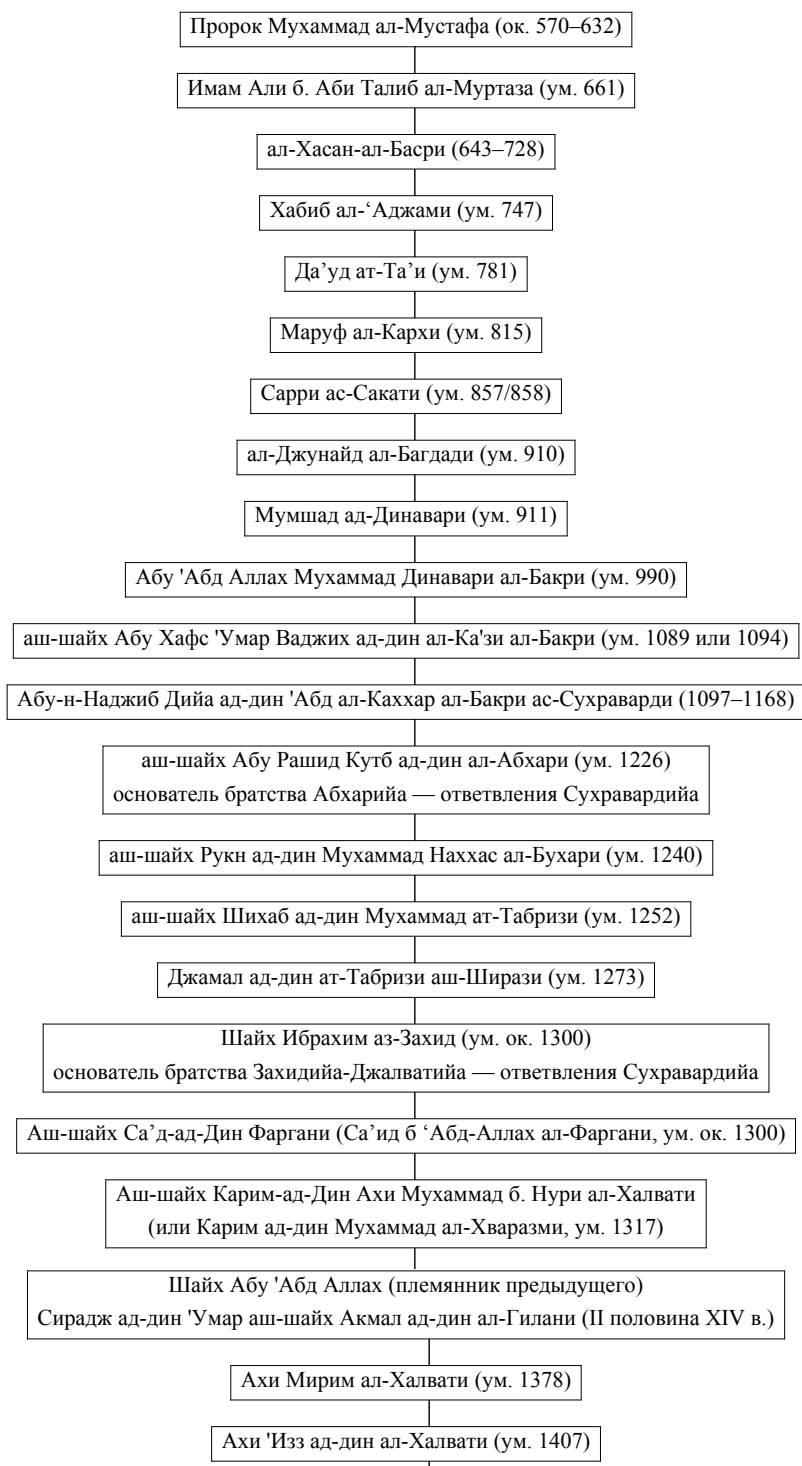 Пророк Мухаммад ал-Мустафа (ок. 570–632)
Имам Али б. Аби Талиб ал-Муртаза (ум. 661)
ал-Хасан-ал-Басри (643–728)
Хабиб ал-‘Аджами (ум. 747)
Да’уд ат-Та’и (ум. 781)
Маруф ал-Кархи (ум. 815)
Сарри ас-Сакати (ум. 857/858)
ал-Джунайд ал-Багдади (ум. 910)
Мумшад ад-Динавари (ум. 911)
Абу 'Абд Аллах Мухаммад Динавари ал-Бакри (ум. 990)
аш-шайх Абу Хафс 'Умар Ваджих ад-дин ал-Ка'зи ал-Бакри (ум. 1089 или 1094)
Абу-н-Наджиб Дийа ад-дин 'Абд ал-Каххар ал-Бакри ас-Сухраварди (1097–1168)
аш-шайх Абу Рашид Кутб ад-дин ал-Абхари (ум. 1226)
основатель братства Абхарийа — ответвления Сухравардийа
аш-шайх Рукн ад-дин Мухаммад Наххас ал-Бухари (ум. 1240)
аш-шайх Шихаб ад-дин Мухаммад ат-Табризи (ум. 1252)
Джамал ад-дин ат-Табризи аш-Ширази (ум. 1273)
Шайх Ибрахим аз-Захид (ум. ок. 1300)
основатель братства Захидийа-Джалватийа — ответвления Сухравардийа
Аш-шайх Са’д-ад-Дин Фаргани (Са’ид б ‘Абд-Аллах ал-Фаргани, ум. ок. 1300)
Аш-шайх Карим-ад-Дин Ахи Мухаммад б. Нури ал-Халвати
(или Карим ад-дин Мухаммад ал-Хваразми, ум. 1317)
Шайх Абу 'Абд Аллах (племянник предыдущего)
Сирадж ад-дин 'Умар аш-шайх Акмал ад-дин ал-Гилани (II половина XIV в.)
Ахи Мирим ал-Халвати (ум. 1378)
Ахи 'Изз ад-дин ал-Халвати (ум. 1407)